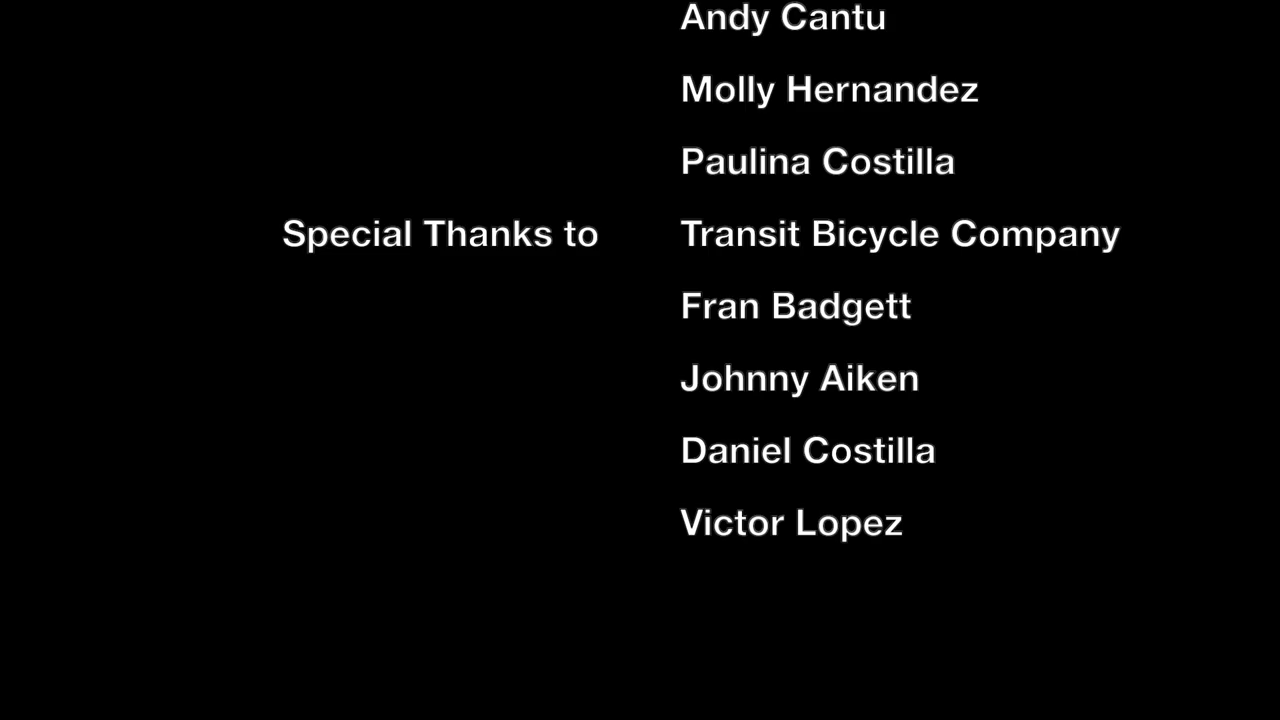 Andy Cantu
Molly Hernandez
Paulina Costilla
Special Thanks to Transit Bicycle Company
Fran Badgett
Johnny Aiken
Daniel Costilla
Victor Lopez